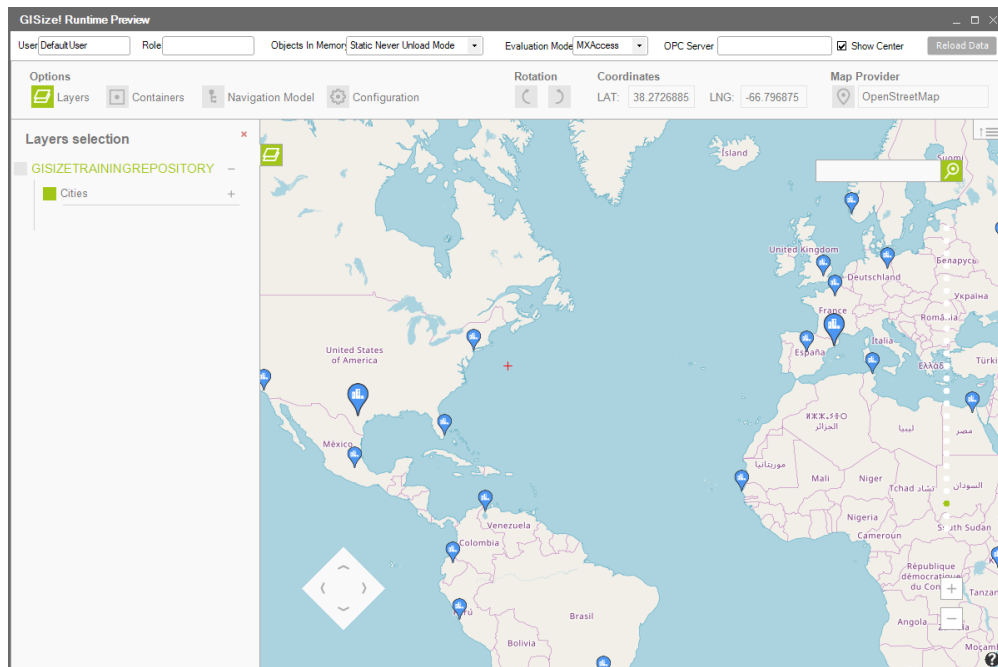 GISize! Runtime Preview
User DefaultUser Role Objects In Memory Static Never Unload Mode Evaluation Mode MXAccess OPC Server Show Center Reload Data
Options Rotation Coordinates Map Provider
Layers Containers Navigation Model Configuration LAT: 38.2726885 LNG: -66.796875 OpenStreetMap
Layers selection
GISIZETRAININGREPOSITORY
Cities
Ísland
Suomi
United Kingdom
Беларусь
Deutschland
Україна
France
România
United States
of America
Italia
España
Ελλάς
Türki
ⵍⵣⵣⴰⵢⴻⵔ
الجزائر
ليبيا
مصر
México
موريتانيا
Mali
Niger
Tchad تشاد
السودان
Venezuela
Nigeria
South Sudan
Colombia
Cameroun
République
démocratique
du Con
Tanzan
Perú
Brasil
Angola
Bolivia
Moçam